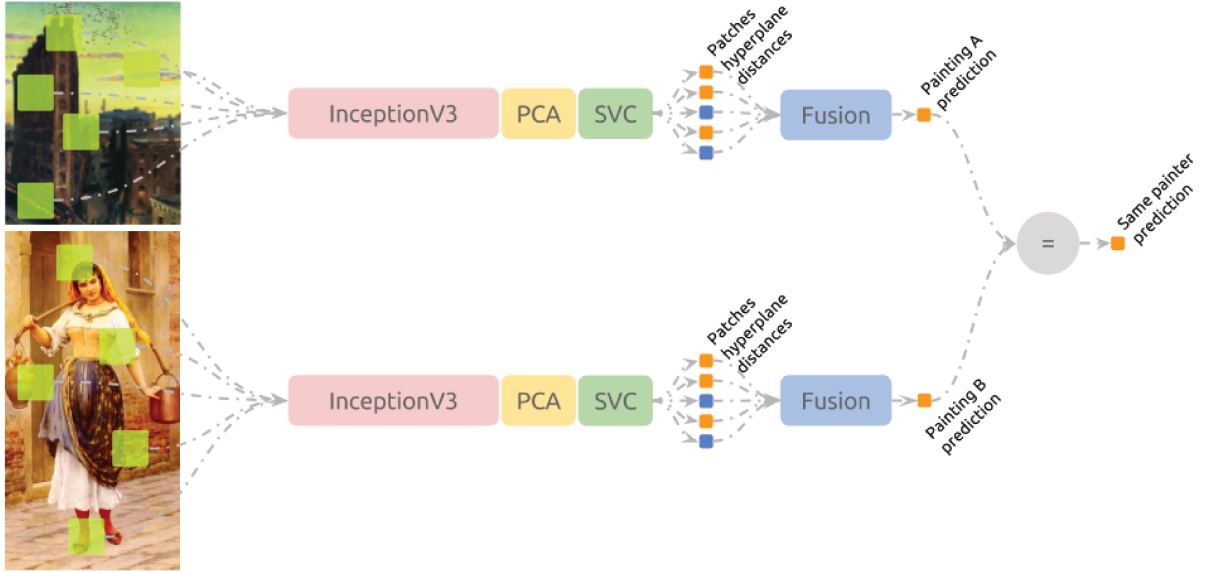 Patches
hyperplane
distances
InceptionV3
PCA
SVC
Fusion
Painting A
prediction
=
Same painter
prediction
Patches
hyperplane
distances
InceptionV3
PCA
SVC
Fusion
Painting B
prediction